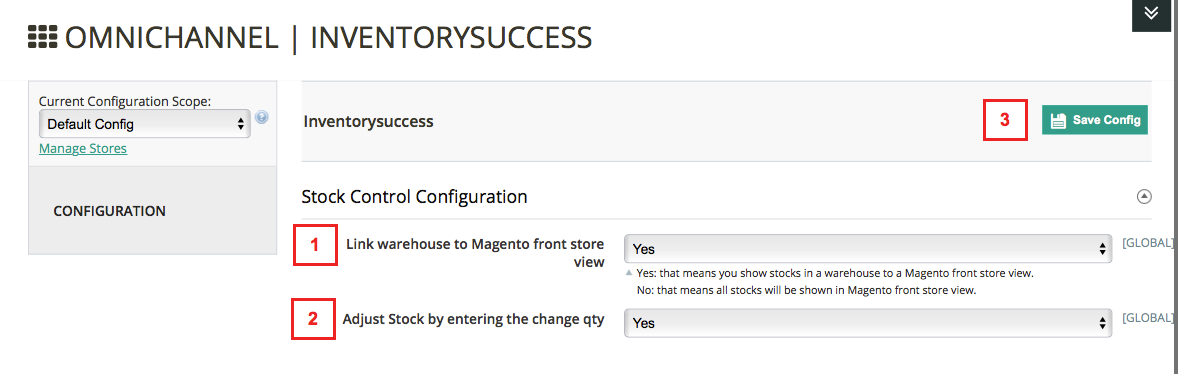 OMNICHANNEL | INVENTORYSUCCESS
Current Configuration Scope:
Default Config
Manage Stores
CONFIGURATION
Inventorysuccess
3
Save Config
Stock Control Configuration
1
Link warehouse to Magento front store
view
Yes
[GLOBAL]
Yes: that means you show stocks in a warehouse to a Magento front store view.
No: that means all stocks will be shown in Magento front store view.
2
Adjust Stock by entering the change qty
Yes
[GLOBAL]